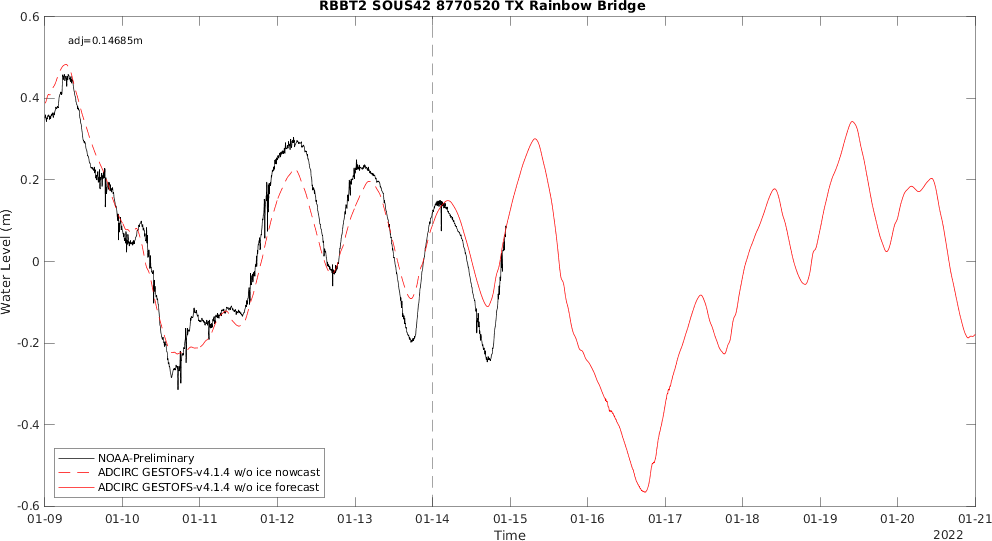 RBBT2 SOUS42 8770520 TX Rainbow Bridge
adj=0.14685m
0.6
0.4
0.2
0
-0.2
-0.4
-0.6
Water Level (m)
NOAA-Preliminary
ADCIRC GESTOFS-v4.1.4 w/o ice nowcast
ADCIRC GESTOFS-v4.1.4 w/o ice forecast
01-09 01-10 01-11 01-12 01-13 01-14 01-15 01-16 01-17 01-18 01-19 01-20 01-21
Time
2022